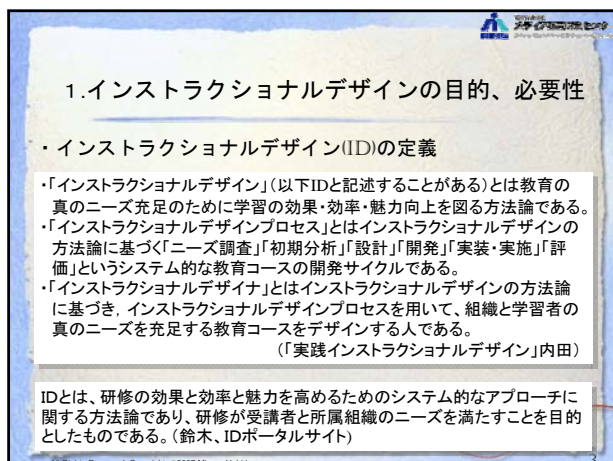 1.インストラクショナルデザインの目的、必要性
・インストラクショナルデザイン(ID)の定義
・「インストラクショナルデザイン」（以下IDと記述することがある）とは教育の
真のニーズ充足のために学習の効果・効率・魅力向上を図る方法論である。
・「インストラクショナルデザインプロセス」とはインストラクショナルデザインの
方法論に基づく「ニーズ調査」「初期分析」「設計」「開発」「実装・実施」「評
価」というシステム的な教育コースの開発サイクルである。
・「インストラクショナルデザイナ」とはインストラクショナルデザインの方法論
に基づき，インストラクショナルデザインプロセスを用いて、組織と学習者の
真のニーズを充足する教育コースをデザインする人である。
（「実践インストラクショナルデザイン」内田）
IDとは、研修の効果と効率と魅力を高めるためのシステム的なアプローチに
関する方法論であり、研修が受講者と所属組織のニーズを満たすことを目的
としたものである。（鈴木、IDポータルサイト）
3